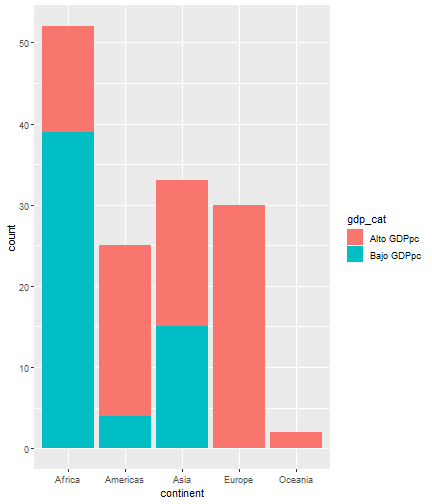 50
40
30
20
10
0
count
Africa Americas Asia Europe Oceania
continent
gdp_cat
Alto GDPpc
Bajo GDPpc